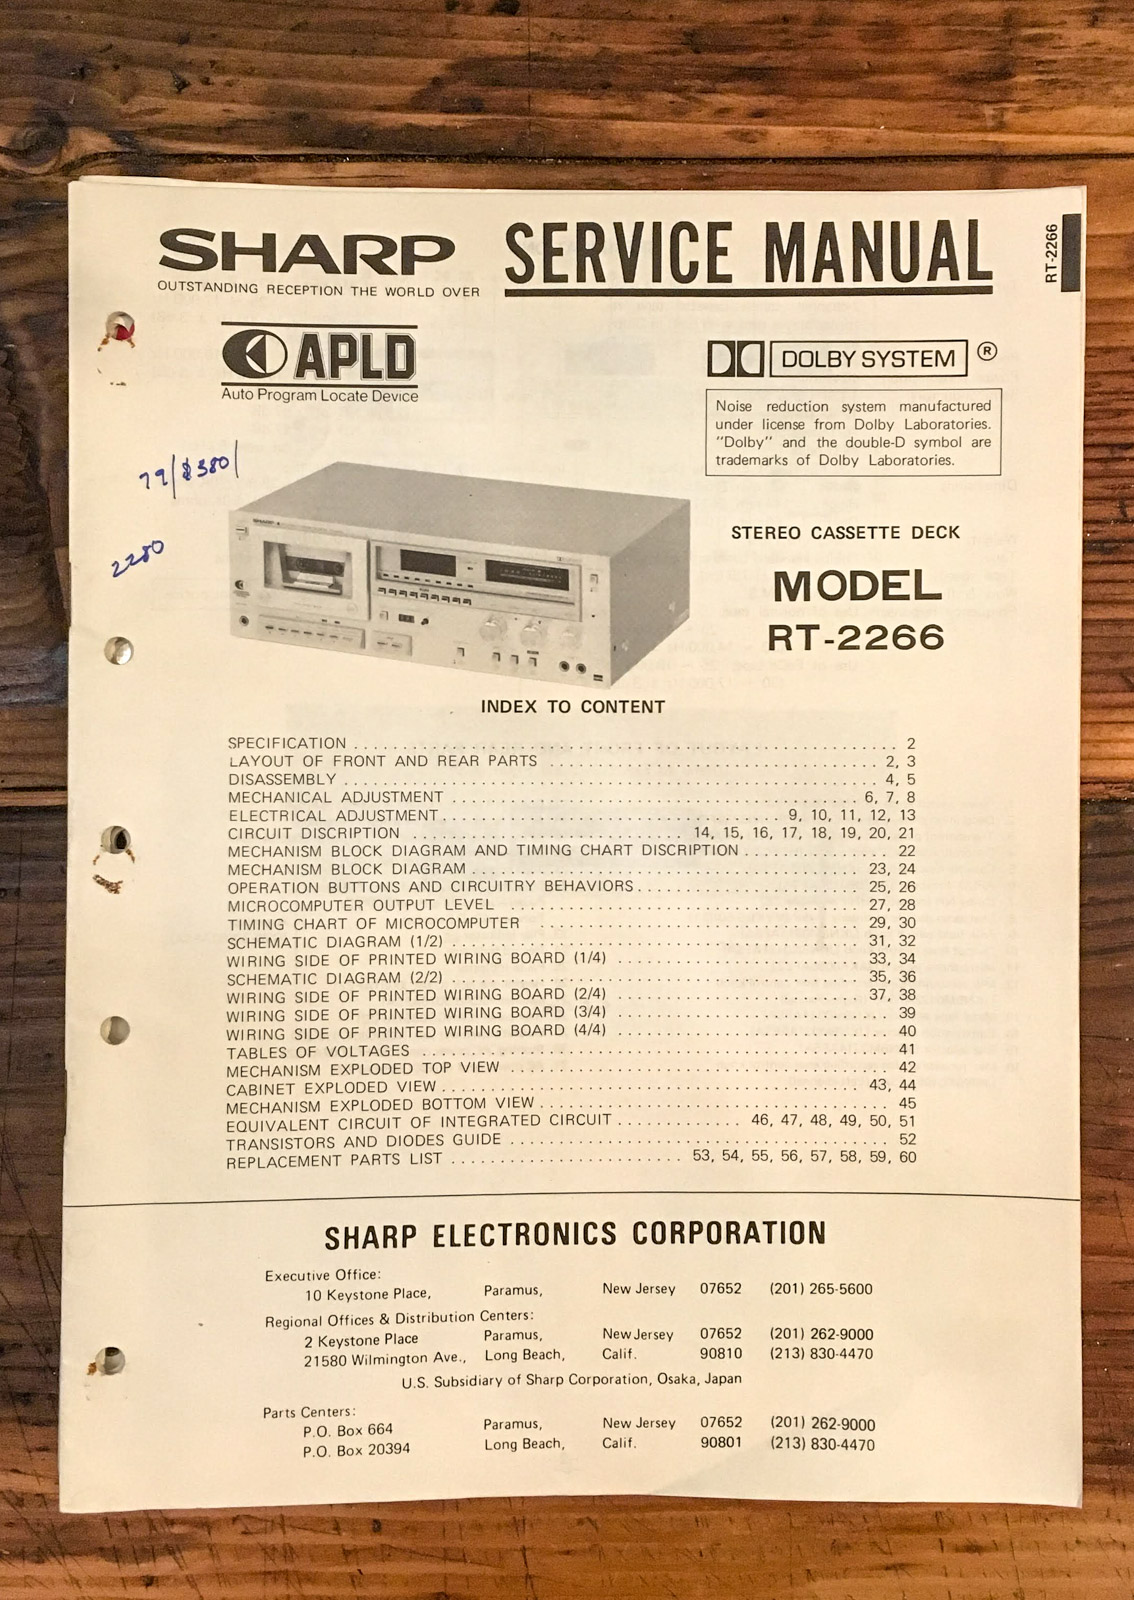 SHARP
OUTSTANDING RECEPTION THE WORLD OVER
SERVICE MANUAL
RT-2266
APLD
Auto Program Locate Device
DOLBY SYSTEM ®
Noise reduction system manufactured
under license from Dolby Laboratories.
"Dolby" and the double-D symbol are
trademarks of Dolby Laboratories.
79/$380/
2280
SHARP
STEREO CASSETTE DECK
MODEL
RT-2266
INDEX TO CONTENT
SPECIFICATION . . . . . . . . . . 2
LAYOUT OF FRONT AND REAR PARTS . . . . . . . . . . 2, 3
DISASSEMBLY . . . . . . . . . . 4, 5
MECHANICAL ADJUSTMENT . . . . . . . . . . 6, 7, 8
ELECTRICAL ADJUSTMENT . . . . . . . . . . 9, 10, 11, 12, 13
CIRCUIT DISCRIPTION . . . . . . . . . . 14, 15, 16, 17, 18, 19, 20, 21
MECHANISM BLOCK DIAGRAM AND TIMING CHART DISCRIPTION . . . . . . . . . . 22
MECHANISM BLOCK DIAGRAM . . . . . . . . . . 23, 24
OPERATION BUTTONS AND CIRCUITRY BEHAVIORS . . . . . . . . . . 25, 26
MICROCOMPUTER OUTPUT LEVEL . . . . . . . . . . 27, 28
TIMING CHART OF MICROCOMPUTER . . . . . . . . . . 29, 30
SCHEMATIC DIAGRAM (1/2) . . . . . . . . . . 31, 32
WIRING SIDE OF PRINTED WIRING BOARD (1/4) . . . . . . . . . . 33, 34
SCHEMATIC DIAGRAM (2/2) . . . . . . . . . . 35, 36
WIRING SIDE OF PRINTED WIRING BOARD (2/4) . . . . . . . . . . 37, 38
WIRING SIDE OF PRINTED WIRING BOARD (3/4) . . . . . . . . . . 39
WIRING SIDE OF PRINTED WIRING BOARD (4/4) . . . . . . . . . . 40
TABLES OF VOLTAGES . . . . . . . . . . 41
MECHANISM EXPLODED TOP VIEW . . . . . . . . . . 42
CABINET EXPLODED VIEW . . . . . . . . . . 43, 44
MECHANISM EXPLODED BOTTOM VIEW . . . . . . . . . . 45
EQUIVALENT CIRCUIT OF INTEGRATED CIRCUIT . . . . . . . . . . 46, 47, 48, 49, 50, 51
TRANSISTORS AND DIODES GUIDE . . . . . . . . . . 52
REPLACEMENT PARTS LIST . . . . . . . . . . 53, 54, 55, 56, 57, 58, 59, 60
SHARP ELECTRONICS CORPORATION
Executive Office:
10 Keystone Place, Paramus, New Jersey 07652 (201) 265-5600
Regional Offices & Distribution Centers:
2 Keystone Place Paramus, New Jersey 07652 (201) 262-9000
21580 Wilmington Ave., Long Beach, Calif. 90810 (213) 830-4470
U.S. Subsidiary of Sharp Corporation, Osaka, Japan
Parts Centers:
P.O. Box 664 Paramus, New Jersey 07652 (201) 262-9000
P.O. Box 20394 Long Beach, Calif. 90801 (213) 830-4470